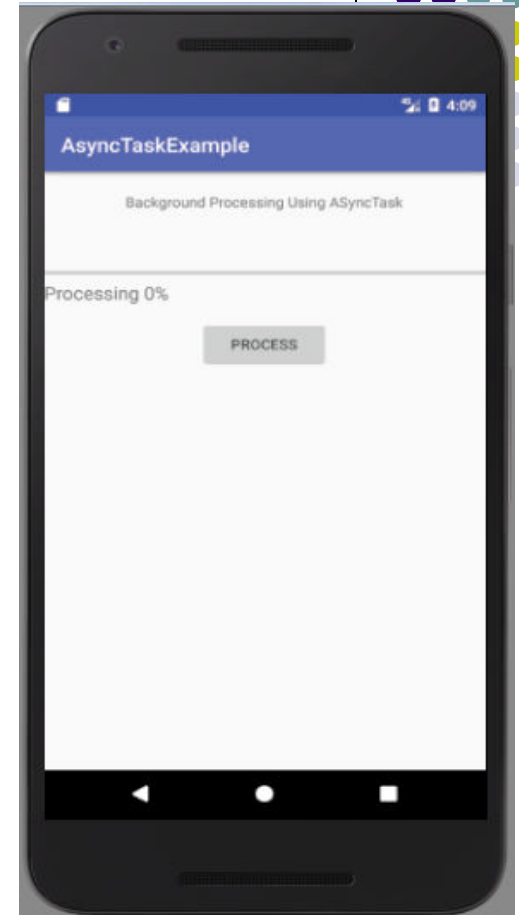 4:09
AsyncTaskExample
Background Processing Using ASyncTask
Processing 0%
PROCESS